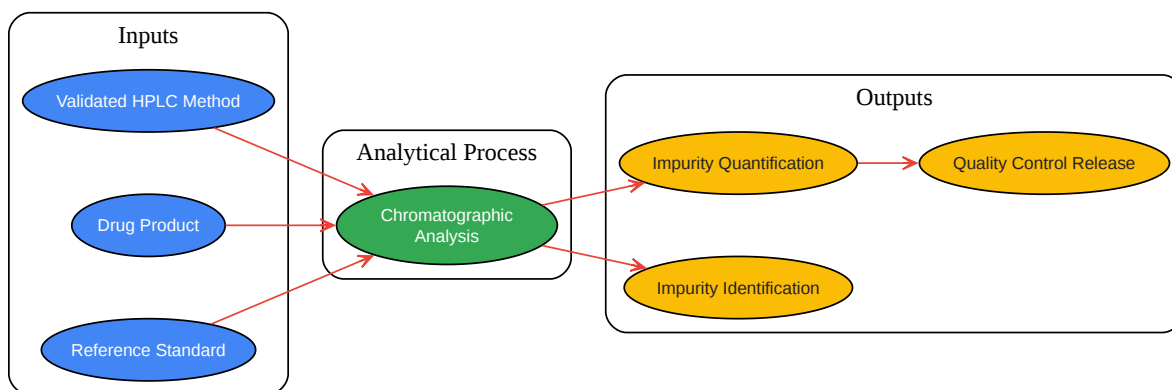 Inputs
Validated HPLC Method
Drug Product
Reference Standard
Analytical Process
Chromatographic
Analysis
Outputs
Impurity Quantification
Quality Control Release
Impurity Identification